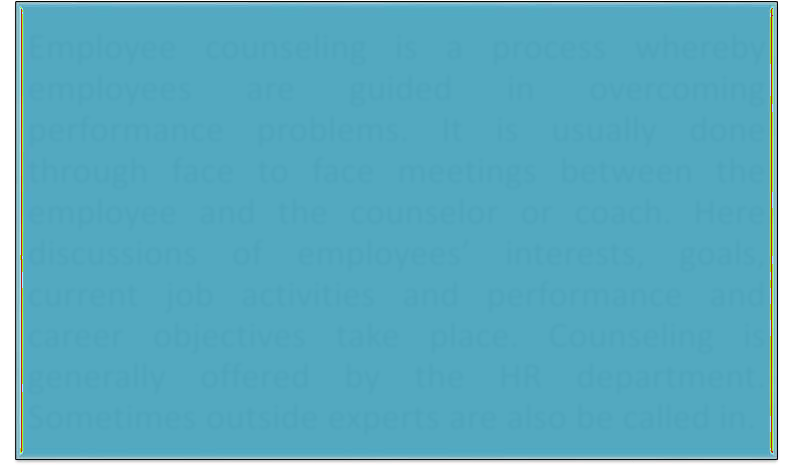 Employee counseling is a process whereby
employees are guided in overcoming
performance problems. It is usually done
through face to face meetings between the
employee and the counselor or coach. Here
discussions of employees' interests, goals,
current job activities and performance and
career objectives take place. Counseling is
generally offered by the HR department.
Sometimes outside experts are also be called in.